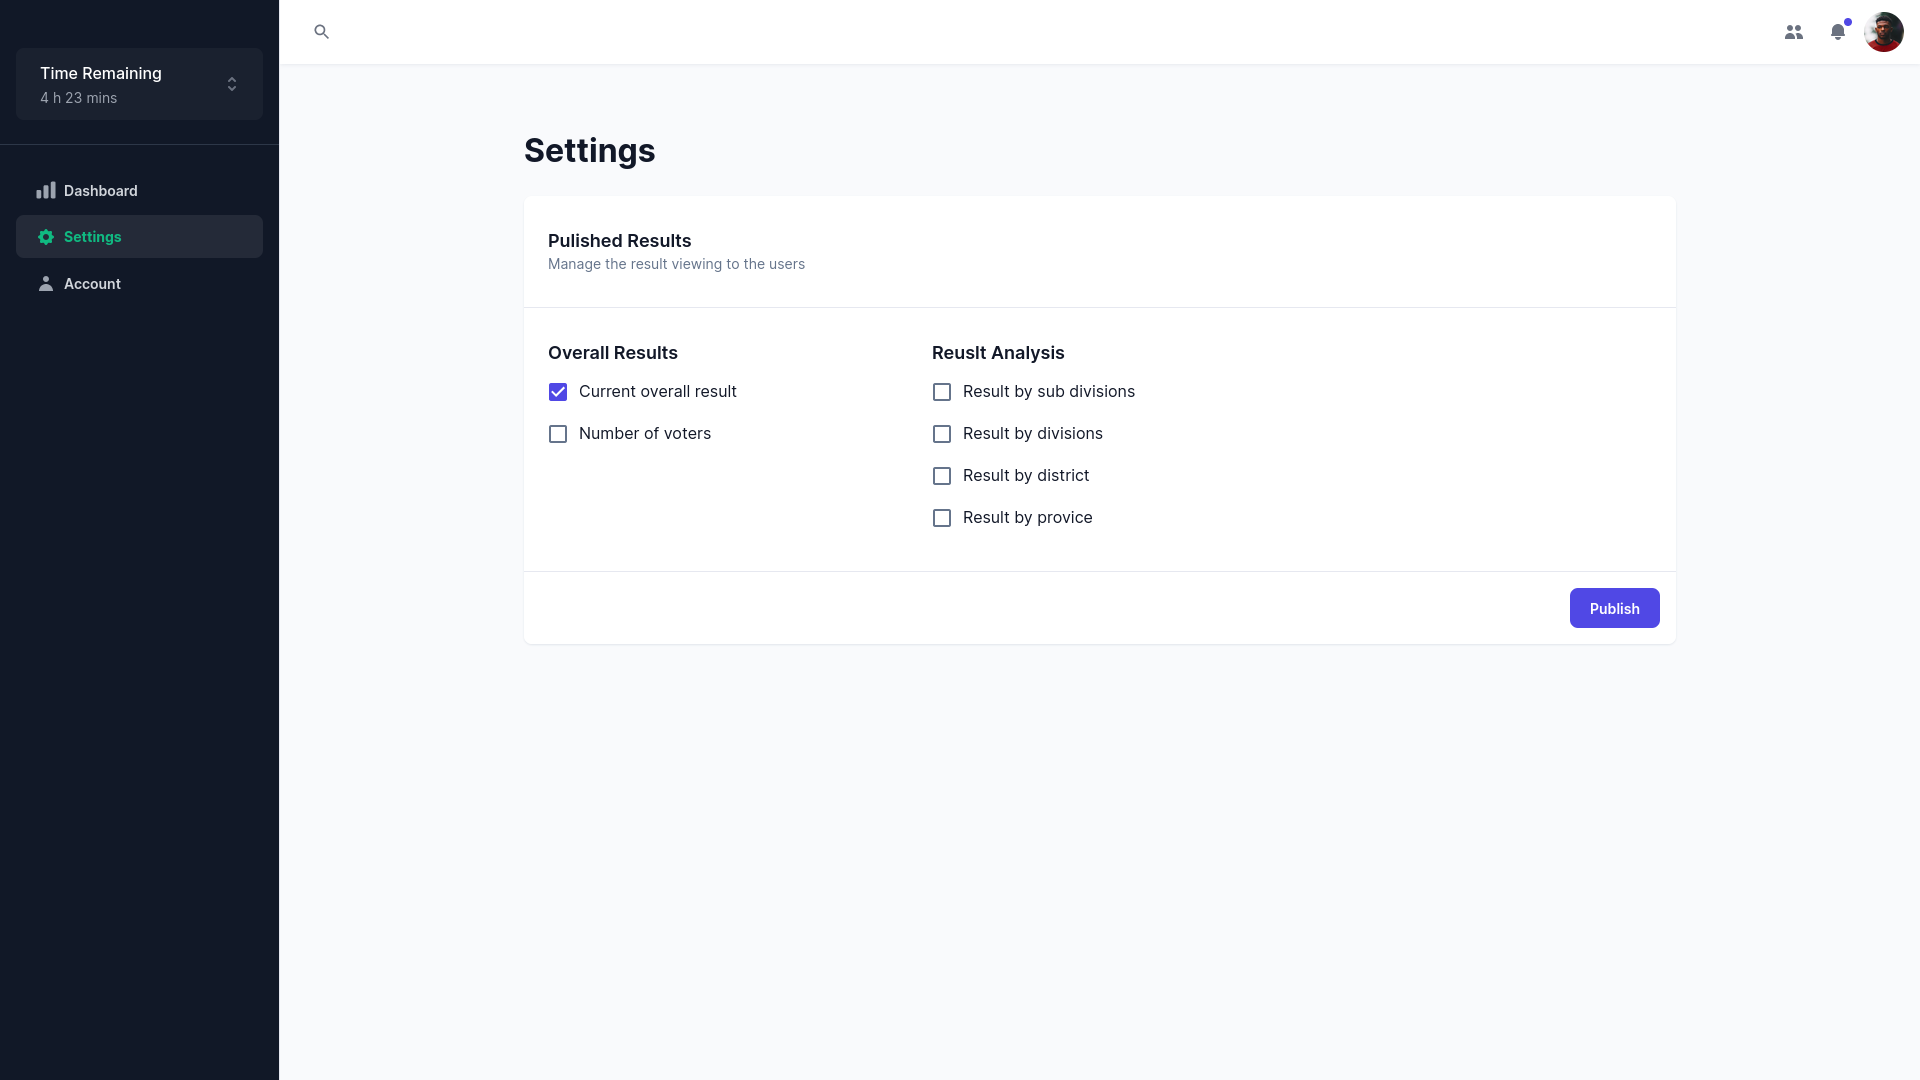 Time Remaining
4 h 23 mins
Dashboard
Settings
Account
Settings
Pulished Results
Manage the result viewing to the users
Overall Results
Current overall result
Number of voters
Reuslt Analysis
Result by sub divisions
Result by divisions
Result by district
Result by provice
Publish